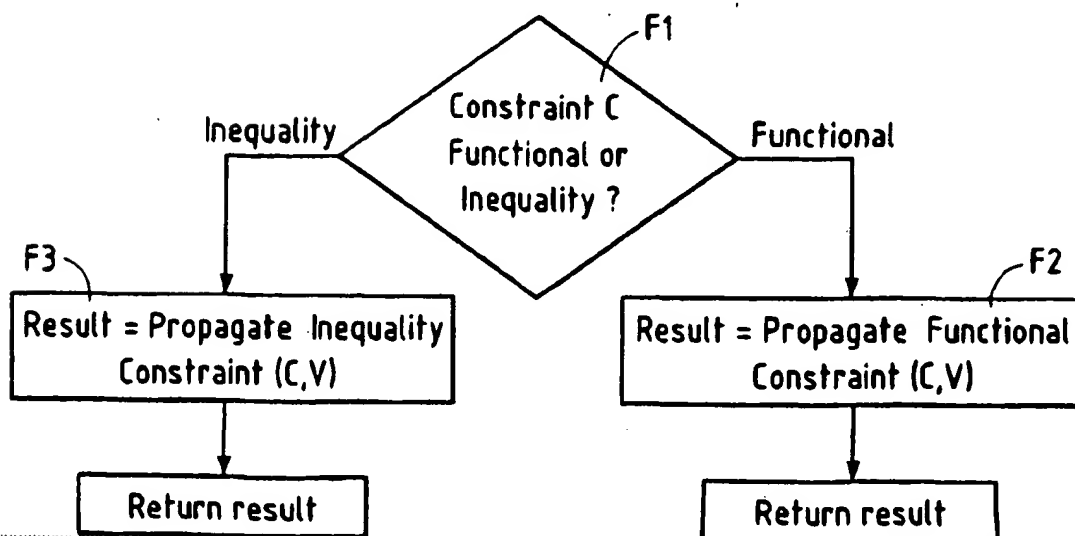 F1
Constraint C
Functional or
Inequality ?
Inequality
Functional
F3
Result = Propagate Inequality
Constraint (C,V)
F2
Result = Propagate Functional
Constraint (C,V)
Return result
Return result